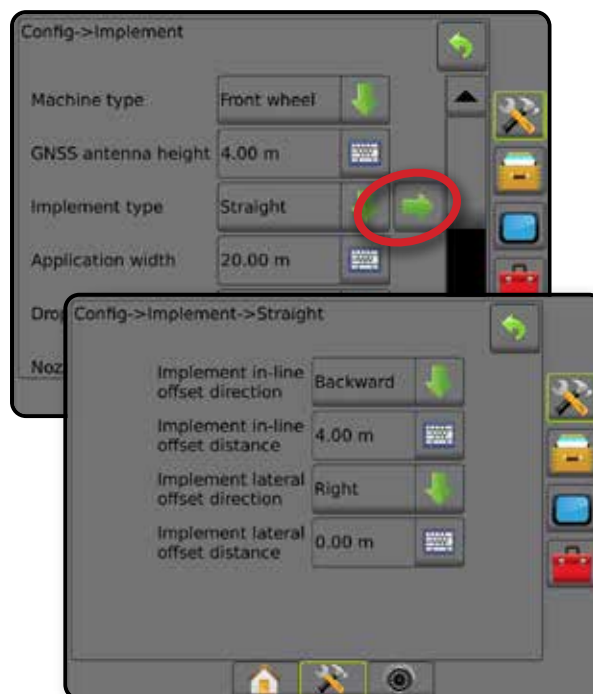 Config->Implement
Machine type Front wheel
GNSS antenna height 4.00 m
Implement type Straight
Application width 20.00 m
Config->Implement->Straight
Implement in-line
offset direction Backward
Implement in-line
offset distance 4.00 m
Implement lateral
offset direction Right
Implement lateral
offset distance 0.00 m